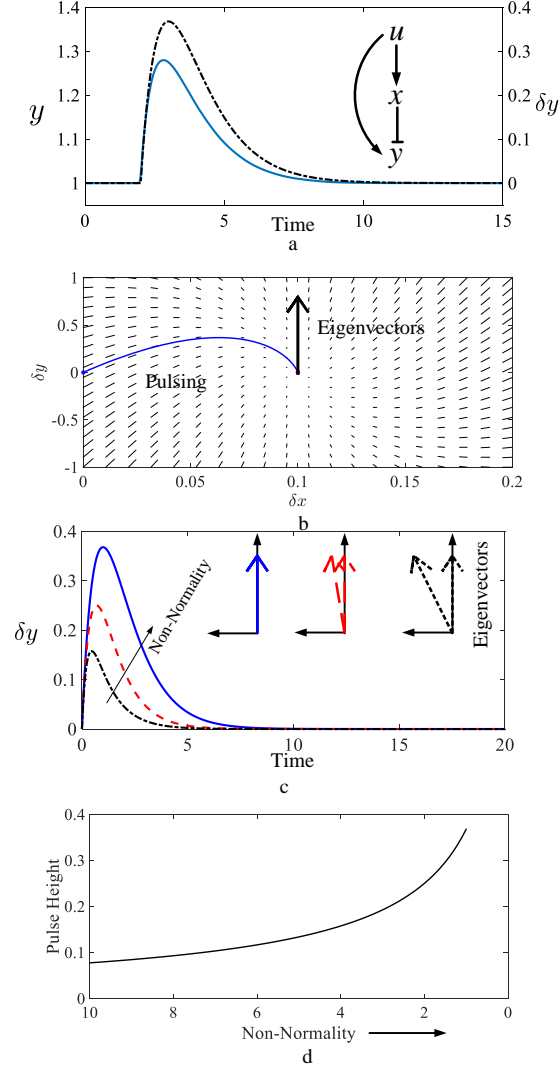 1.4
1.3
1.2
1.1
1
y
0.4
0.3
0.2
0.1
0
δy
u
x
y
0 5 10 15
Time
a
1
0.5
0
-0.5
-1
δy
Eigenvectors
Pulsing
0 0.05 0.1 0.15 0.2
δx
b
0.4
0.3
0.2
0.1
0
δy
Non-Normality
Eigenvectors
0 5 10 15 20
Time
c
0.4
0.3
0.2
0.1
0
Pulse Height
10 8 6 4 2 0
Non-Normality
d